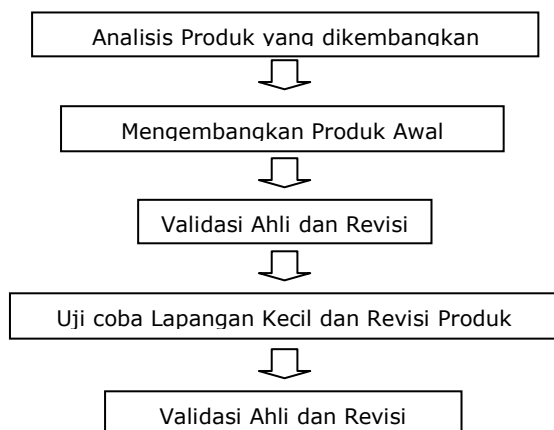 Analisis Produk yang dikembangkan
Mengembangkan Produk Awal
Validasi Ahli dan Revisi
Uji coba Lapangan Kecil dan Revisi Produk
Validasi Ahli dan Revisi